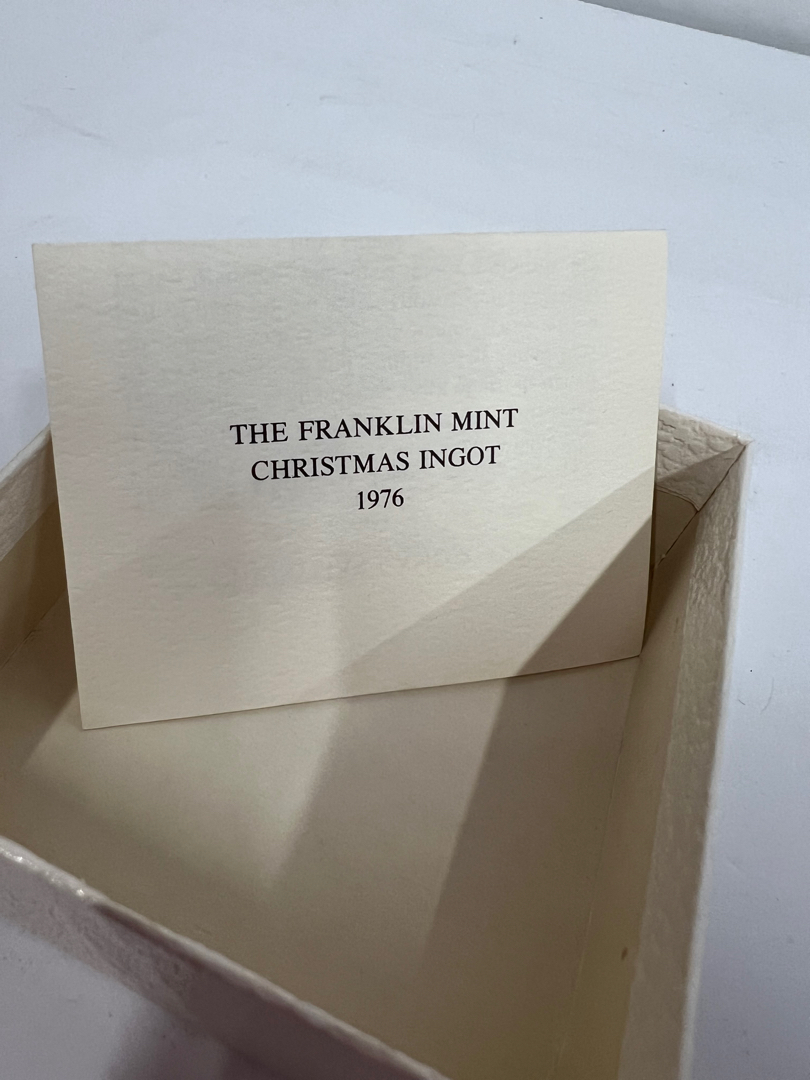 THE FRANKLIN MINT
CHRISTMAS INGOT
1976